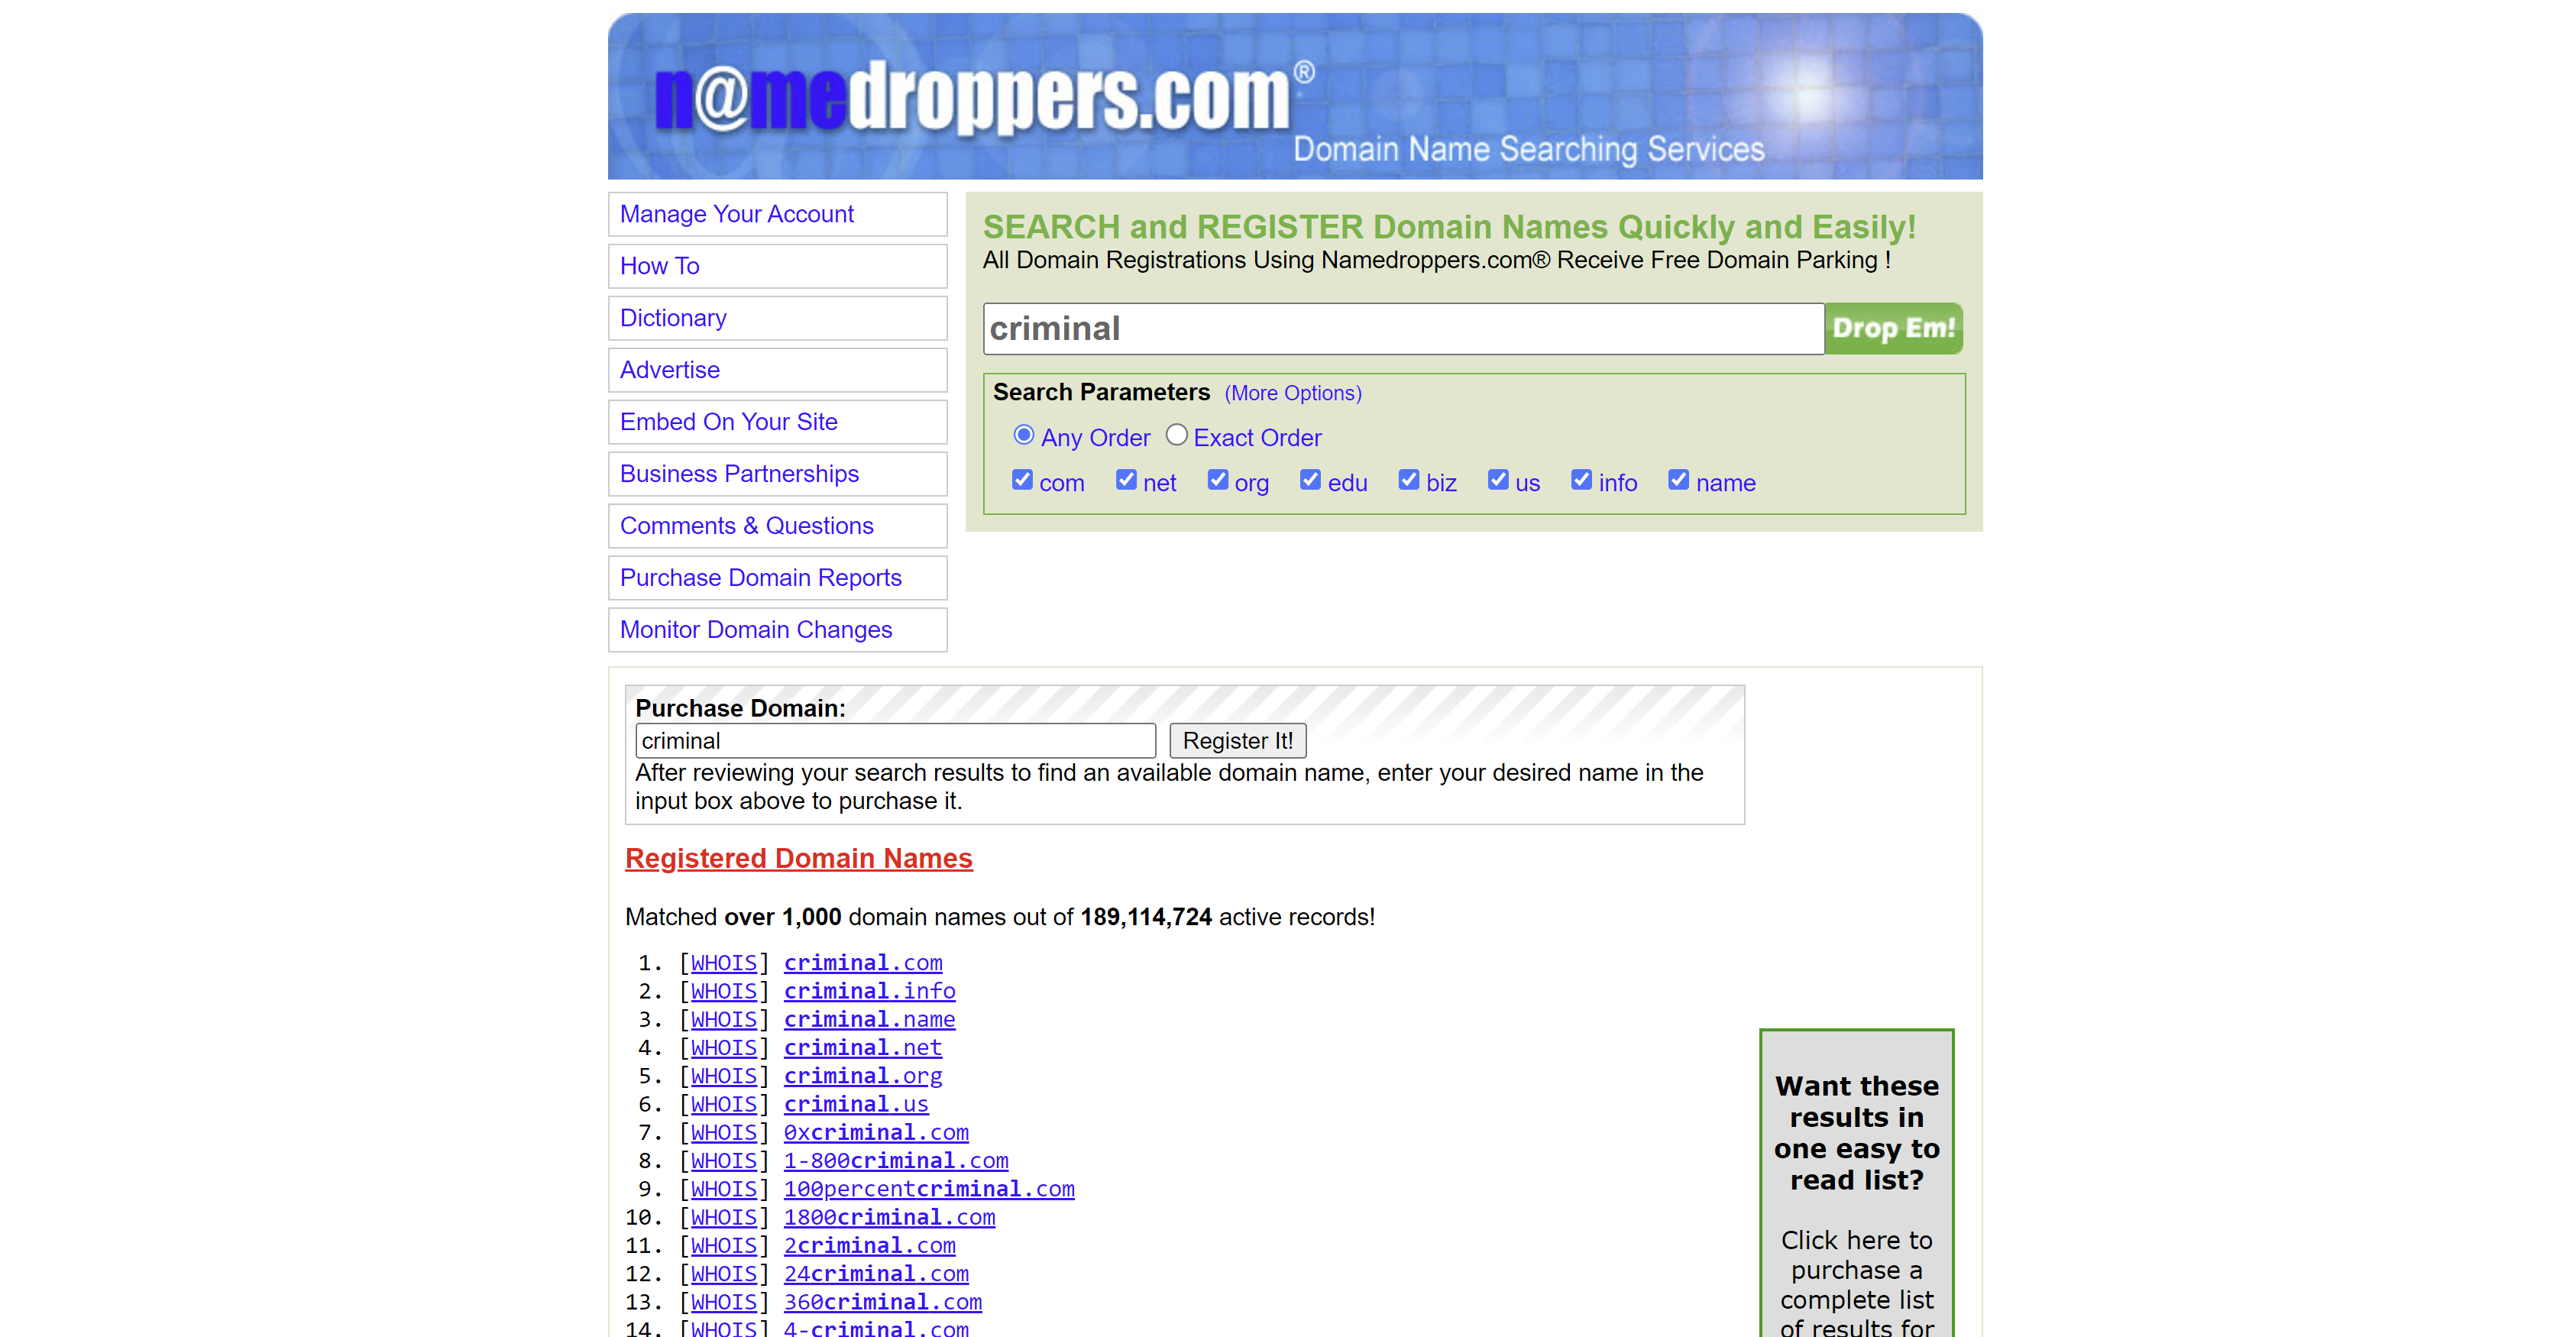 n@medroppers.com®
Domain Name Searching Services
Manage Your Account
How To
Dictionary
Advertise
Embed On Your Site
Business Partnerships
Comments & Questions
Purchase Domain Reports
Monitor Domain Changes
SEARCH and REGISTER Domain Names Quickly and Easily!
All Domain Registrations Using Namedroppers.com® Receive Free Domain Parking !
criminal
Drop Em!
Search Parameters (More Options)
Any Order Exact Order
com net org edu biz us info name
Purchase Domain:
criminal Register It!
After reviewing your search results to find an available domain name, enter your desired name in the
input box above to purchase it.
Registered Domain Names
Matched over 1,000 domain names out of 189,114,724 active records!
1. [WHOIS] criminal.com
2. [WHOIS] criminal.info
3. [WHOIS] criminal.name
4. [WHOIS] criminal.net
5. [WHOIS] criminal.org
6. [WHOIS] criminal.us
7. [WHOIS] 0xcriminal.com
8. [WHOIS] 1-800criminal.com
9. [WHOIS] 100percentcriminal.com
10. [WHOIS] 1800criminal.com
11. [WHOIS] 2criminal.com
12. [WHOIS] 24criminal.com
13. [WHOIS] 360criminal.com
14. [WHOIS] 4-criminal.com
Want these
results in
one easy to
read list?
Click here to
purchase a
complete list
of results for